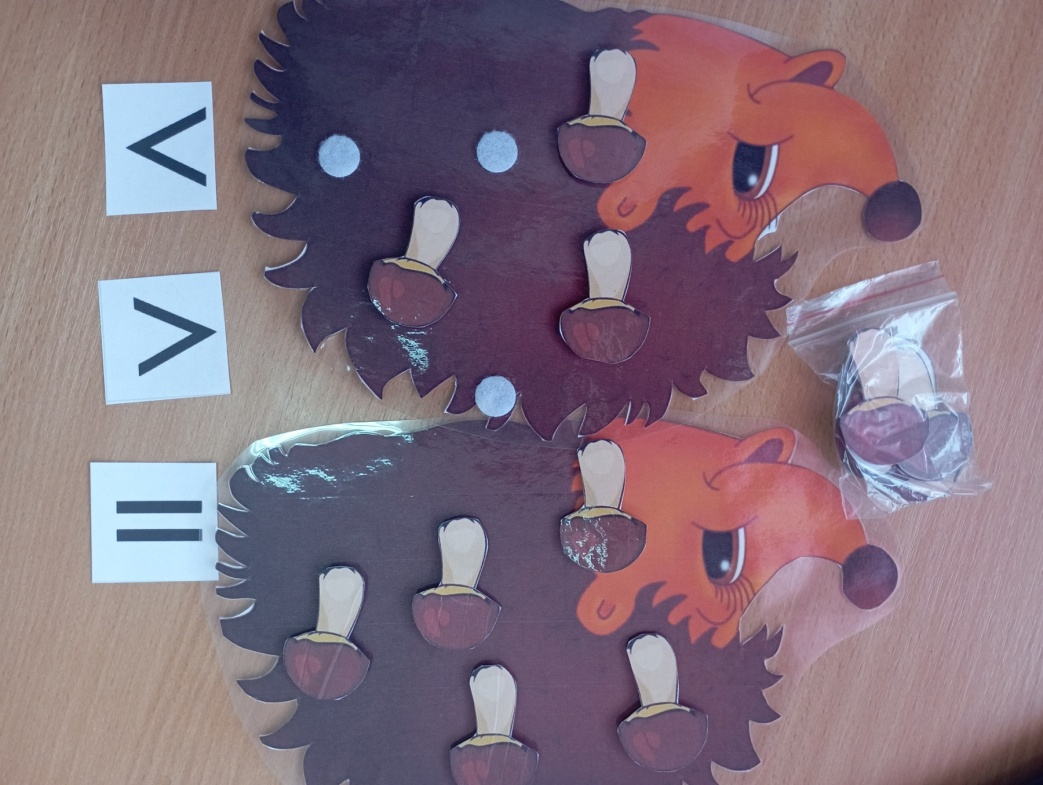 <
>
=